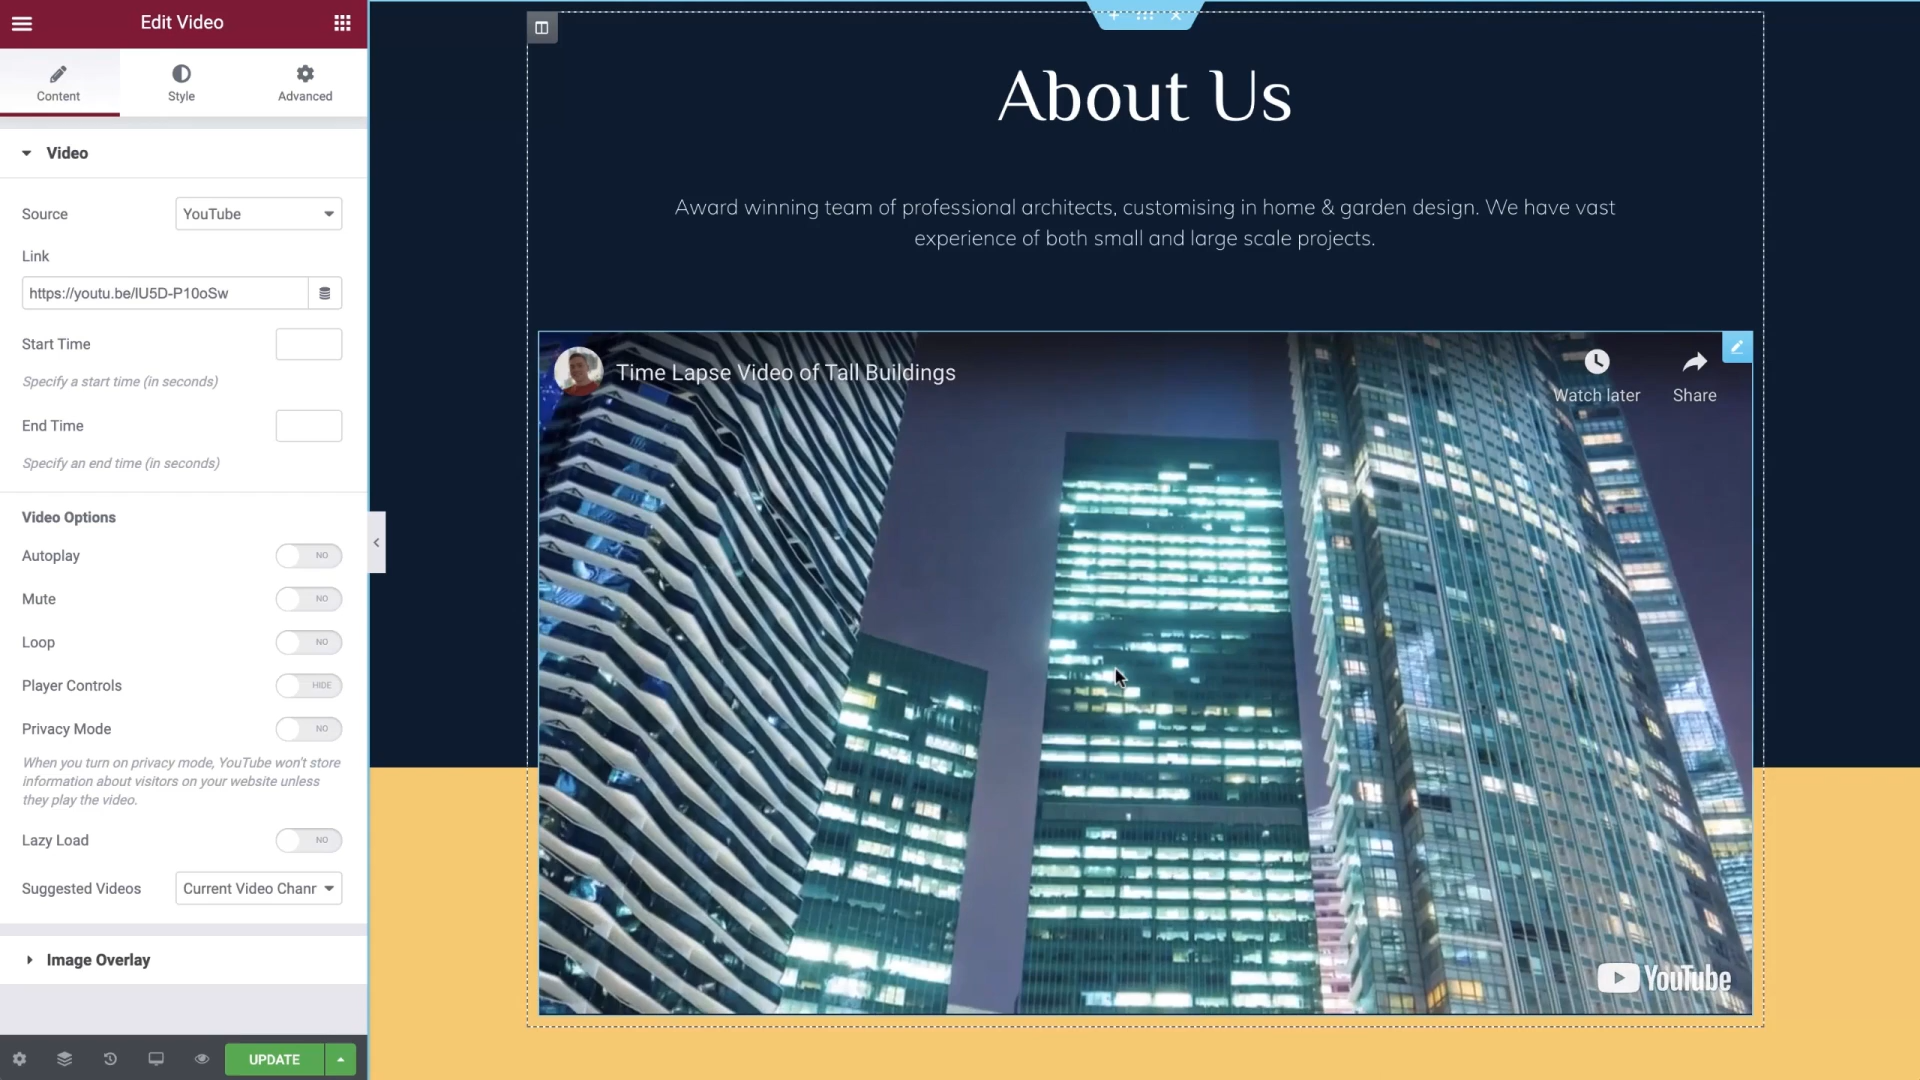 Edit Video
Content
Style
Advanced
Video
Source
YouTube
Link
https://youtu.be/lU5D-P10oSw
Start Time
Specify a start time (in seconds)
End Time
Specify an end time (in seconds)
Video Options
Autoplay
NO
Mute
NO
Loop
NO
Player Controls
HIDE
Privacy Mode
NO
When you turn on privacy mode, YouTube won't store
information about visitors on your website unless
they play the video.
Lazy Load
NO
Suggested Videos
Current Video Chanr
Image Overlay
UPDATE
About Us
Award winning team of professional architects, customising in home & garden design. We have vast
experience of both small and large scale projects.
Time Lapse Video of Tall Buildings
Watch later
Share
YouTube